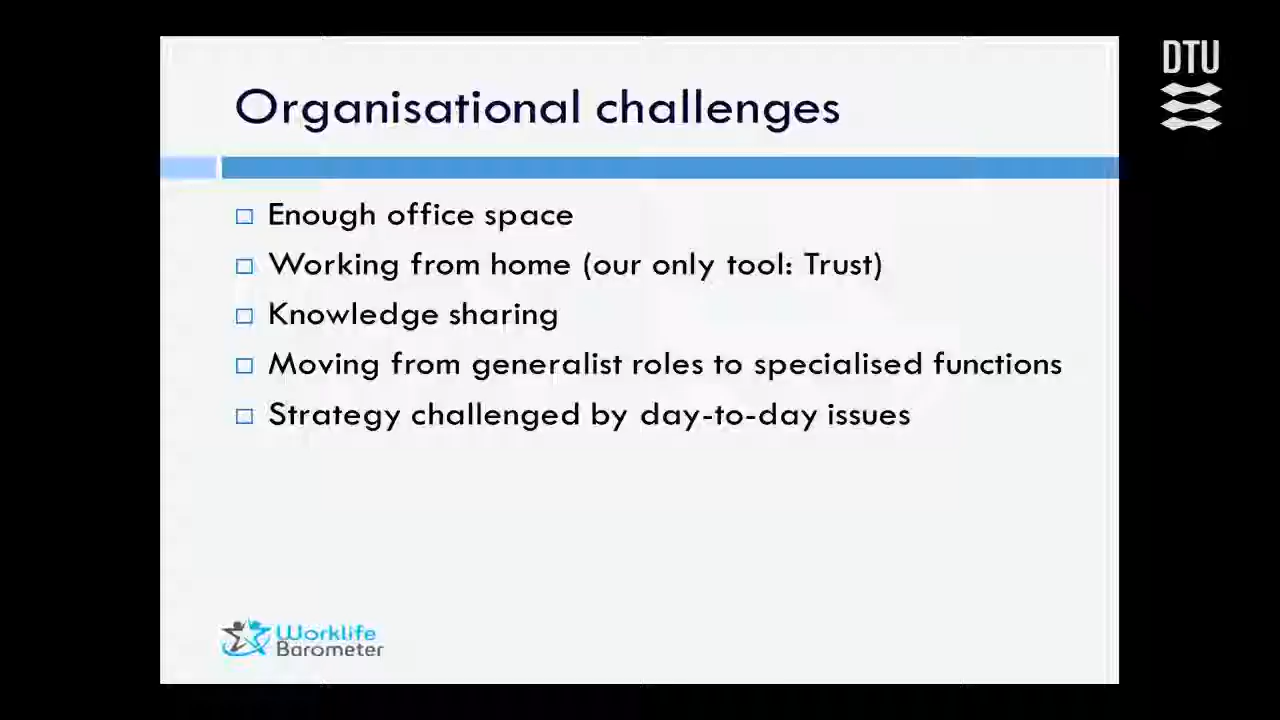 DTU
Organisational challenges
Enough office space
Working from home (our only tool: Trust)
Knowledge sharing
Moving from generalist roles to specialised functions
Strategy challenged by day-to-day issues
Worklife
Barometer